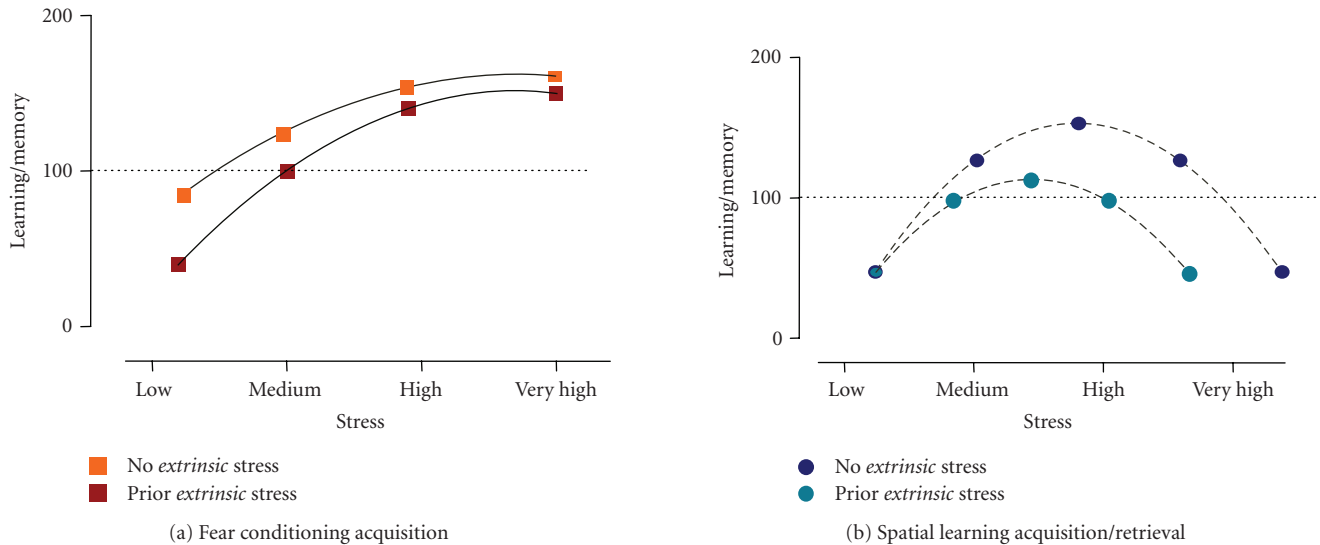 200
100
0
Learning/memory
Low Medium High Very high
Stress
No extrinsic stress
Prior extrinsic stress
(a) Fear conditioning acquisition
200
100
0
Learning/memory
Low Medium High Very high
Stress
No extrinsic stress
Prior extrinsic stress
(b) Spatial learning acquisition/retrieval